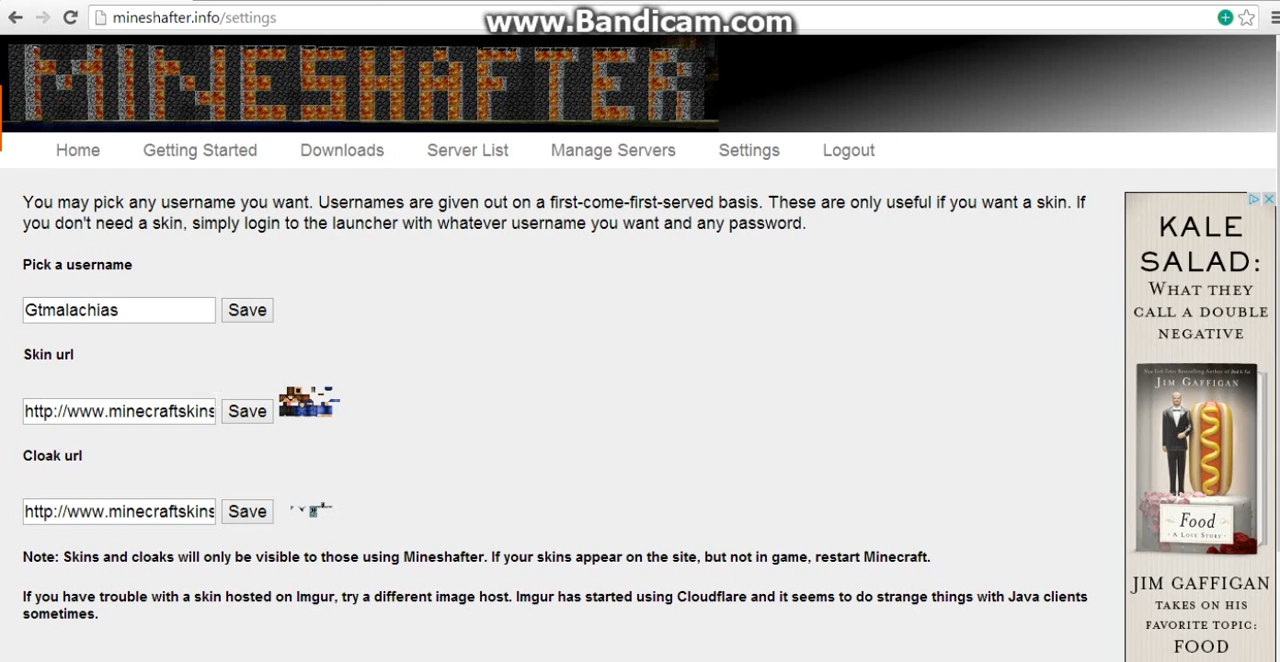 mineshafter.info/settings
www.Bandicam.com
MINESHAFTER
Home Getting Started Downloads Server List Manage Servers Settings Logout
You may pick any username you want. Usernames are given out on a first-come-first-served basis. These are only useful if you want a skin. If
you don't need a skin, simply login to the launcher with whatever username you want and any password.
Pick a username
Gtmalachias Save
Skin url
http://www.minecraftskins Save
Cloak url
http://www.minecraftskins Save
Note: Skins and cloaks will only be visible to those using Mineshafter. If your skins appear on the site, but not in game, restart Minecraft.
If you have trouble with a skin hosted on Imgur, try a different image host. Imgur has started using Cloudflare and it seems to do strange things with Java clients
sometimes.
KALE
SALAD:
WHAT THEY
CALL A DOUBLE
NEGATIVE
JIM GAFFIGAN
Food
A LOVE STORY
JIM GAFFIGAN
TAKES ON HIS
FAVORITE TOPIC:
FOOD